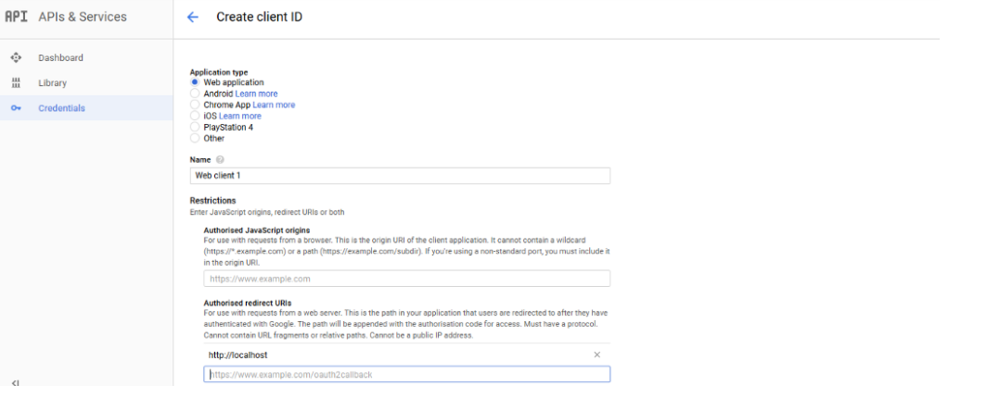 API APIs & Services
Create client ID
Dashboard
Library
Credentials
Application type
Web application
Android Learn more
Chrome App Learn more
iOS Learn more
PlayStation 4
Other
Name
Web client 1
Restrictions
Enter JavaScript origins, redirect URIs or both
Authorised JavaScript origins
For use with requests from a browser. This is the origin URI of the client application. It cannot contain a wildcard
(https://*.example.com) or a path (https://example.com/subdir). If you're using a non-standard port, you must include it
in the origin URI.
https://www.example.com
Authorised redirect URIs
For use with requests from a web server. This is the path in your application that users are redirected to after they have
authenticated with Google. The path will be appended with the authorisation code for access. Must have a protocol.
Cannot contain URL fragments or relative paths. Cannot be a public IP address.
http://localhost
https://www.example.com/oauth2callback